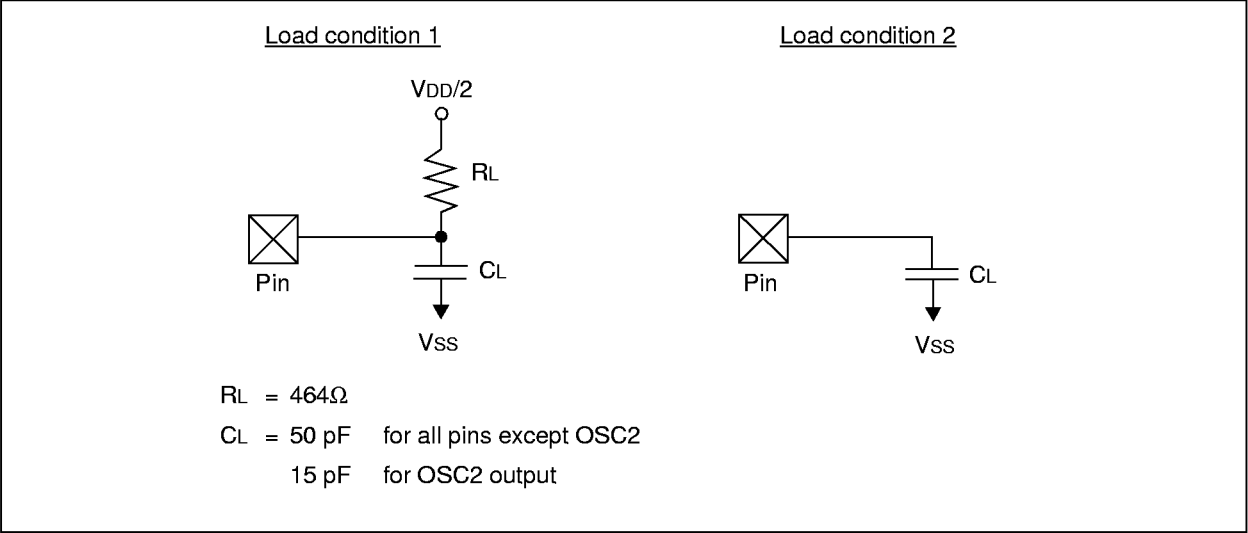 Load condition 1
Load condition 2
VDD/2
RL
Pin
CL
VSS
Pin
CL
VSS
RL = 464Ω
CL = 50 pF for all pins except OSC2
15 pF for OSC2 output